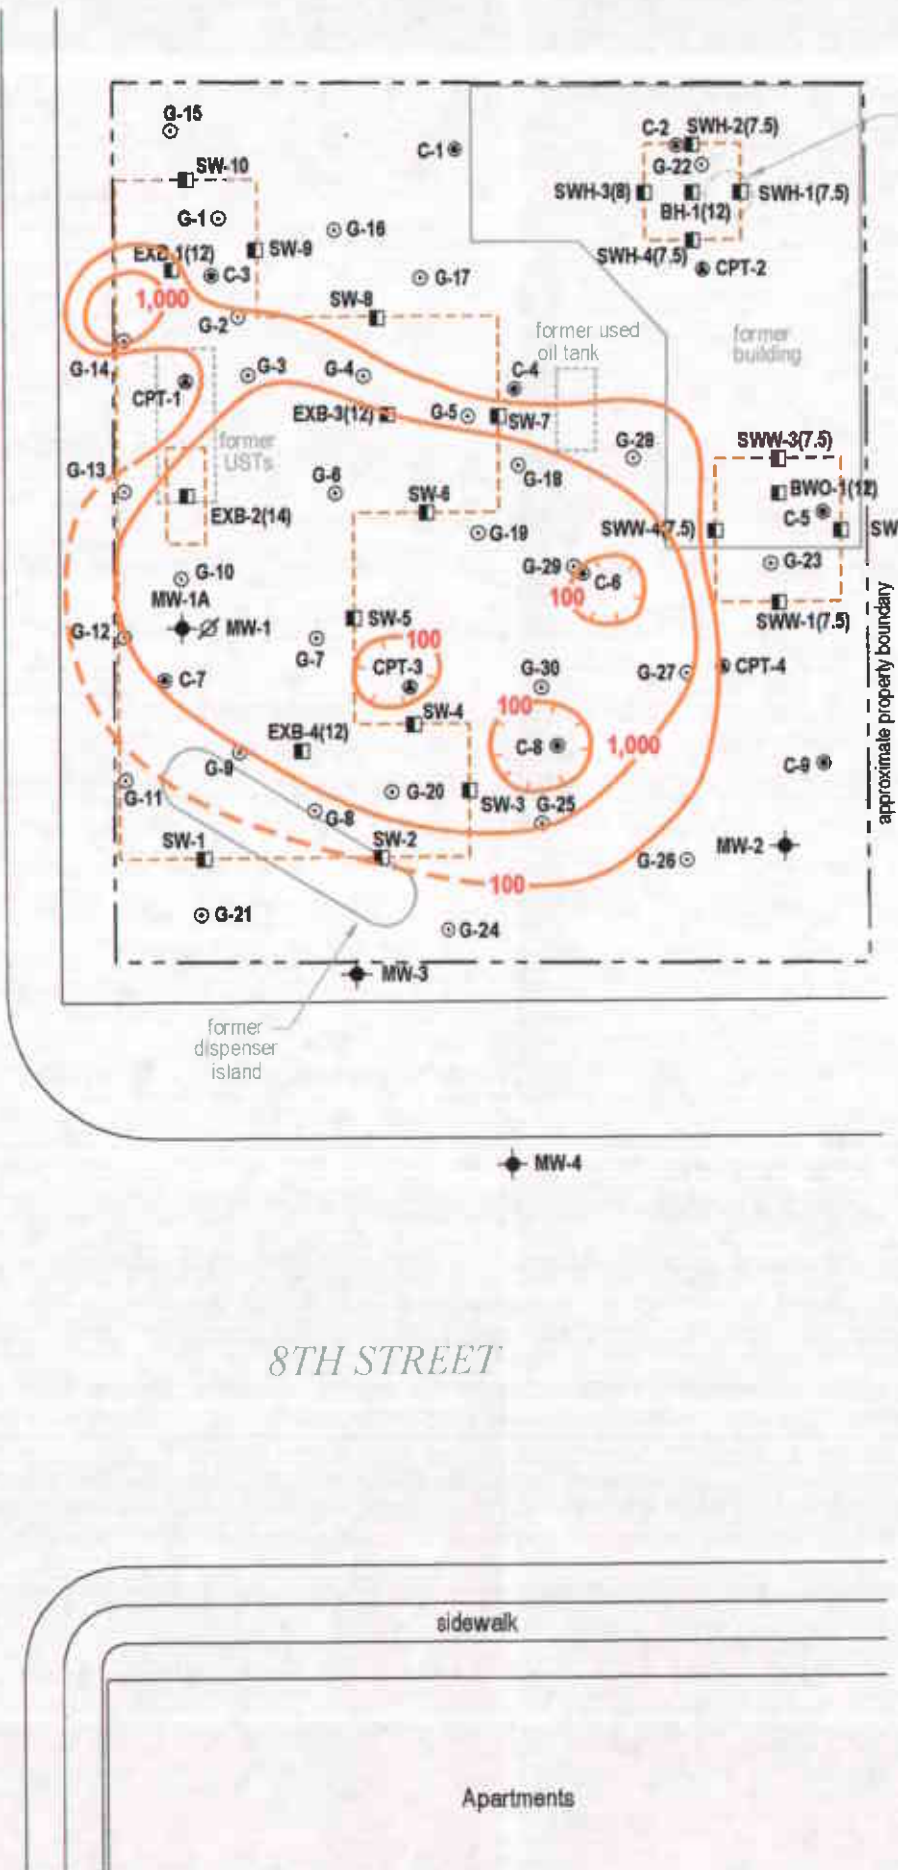 G-15
C-2
SWH-2(7.5)
C-1
G-22
SW-10
SWH-3(8)
BH-1(12)
SWH-1(7.5)
G-1
G-16
SWH-4(7.5)
SW-9
EXB-1(12)
C-3
G-17
CPT-2
1,000
SW-8
G-2
former used
oil tank
former
building
G-14
G-3
G-4
C-4
CPT-1
EXB-3(12)
G-5
SW-7
former
USTs
G-28
SWW-3(7.5)
G-13
G-6
G-18
BWO-1(12)
EXB-2(14)
SW-6
C-5
G-19
SWW-4(7.5)
SW
G-29
G-23
G-10
C-6
MW-1A
100
approximate property boundary
G-12
MW-1
SW-5
SWW-1(7.5)
G-7
100
CPT-3
G-30
G-27
CPT-4
C-7
100
SW-4
EXB-4(12)
C-8
1,000
G-9
C-9
G-11
G-20
SW-3
G-25
G-8
SW-1
SW-2
MW-2
G-26
100
G-21
G-24
MW-3
former
dispenser
island
MW-4
8TH STREET
sidewalk
Apartments